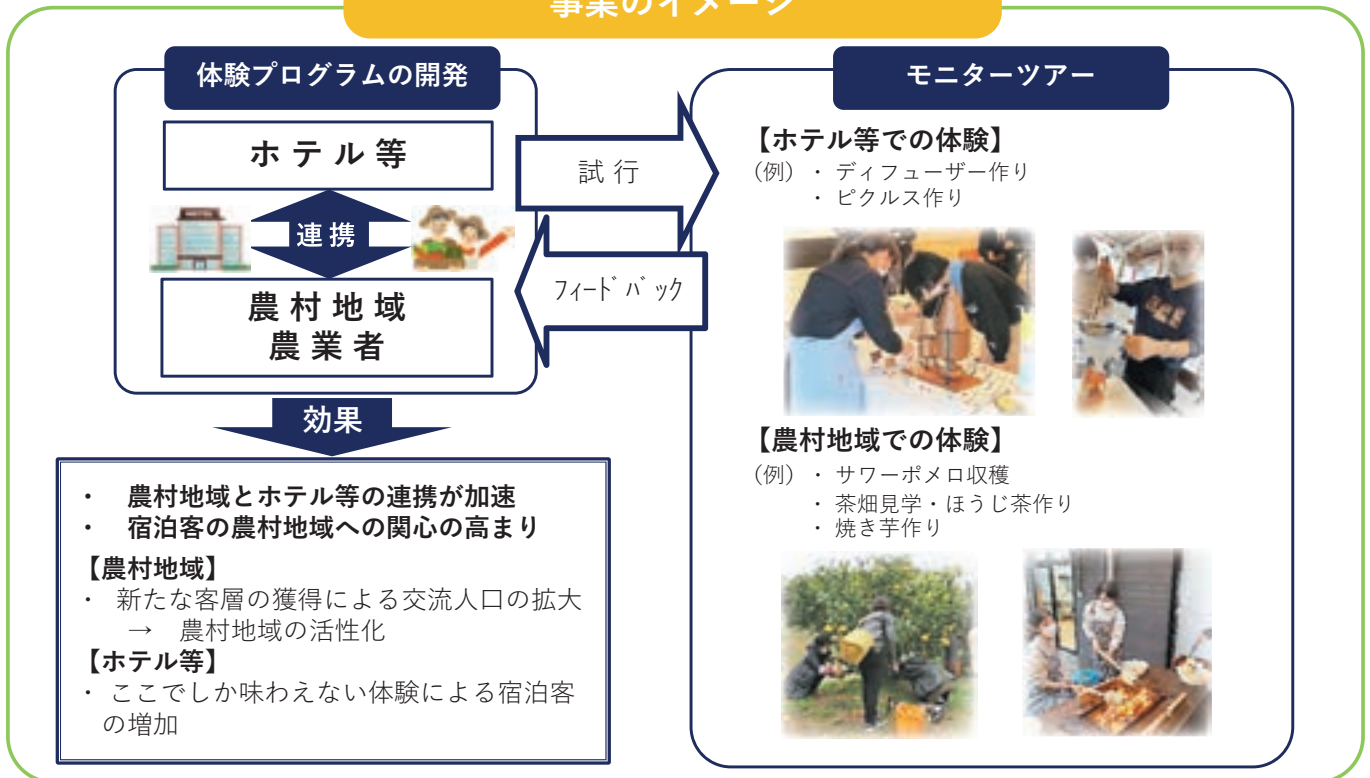 事業のイメージ
体験プログラムの開発
ホテル等
連携
農村地域
農業者
試行
フィードバック
効果
・ 農村地域とホテル等の連携が加速
・ 宿泊客の農村地域への関心の高まり
【農村地域】
・ 新たな客層の獲得による交流人口の拡大
→ 農村地域の活性化
【ホテル等】
・ ここでしか味わえない体験による宿泊客
の増加
モニターツアー
【ホテル等での体験】
(例) ・ ディフューザー作り
・ ピクルス作り
【農村地域での体験】
(例) ・ サワーポメロ収穫
・ 茶畑見学・ほうじ茶作り
・ 焼き芋作り